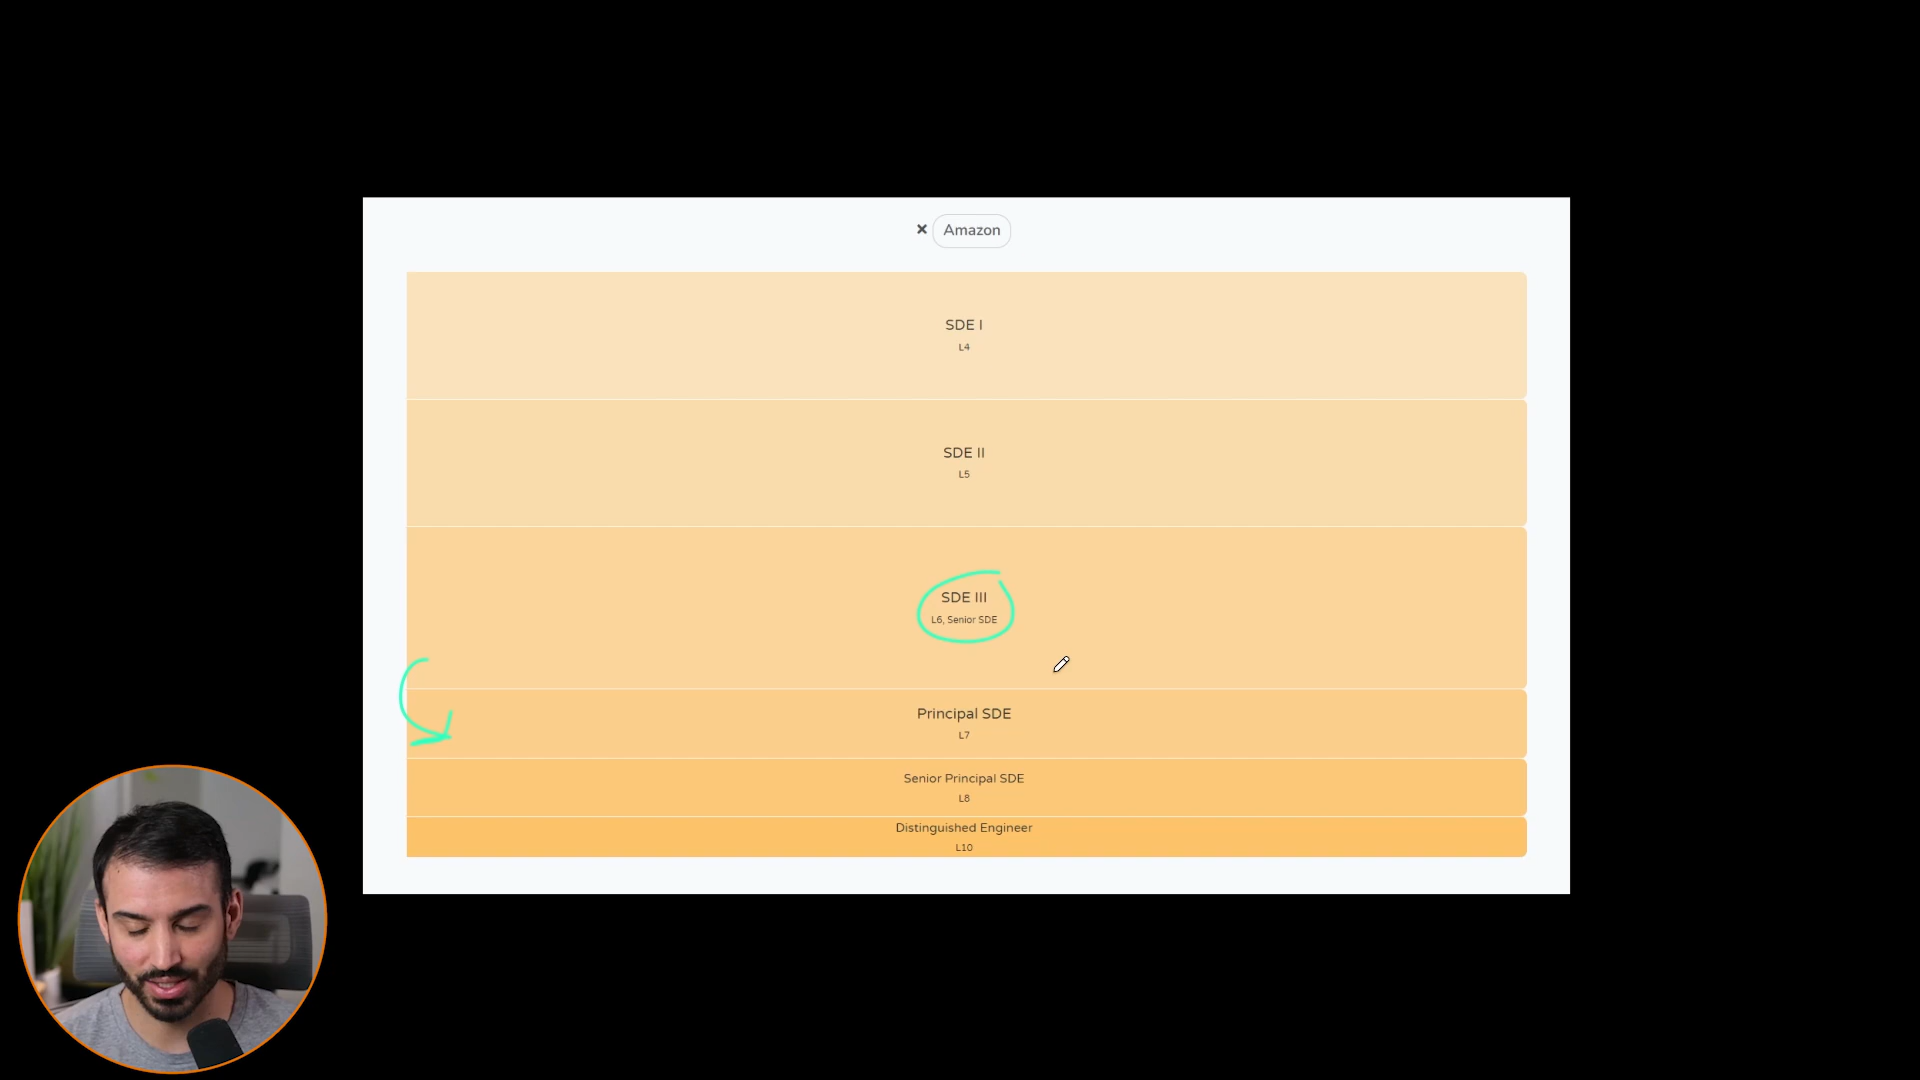 × Amazon
SDE I
L4
SDE II
L5
SDE III
L6, Senior SDE
Principal SDE
L7
Senior Principal SDE
L8
Distinguished Engineer
L10